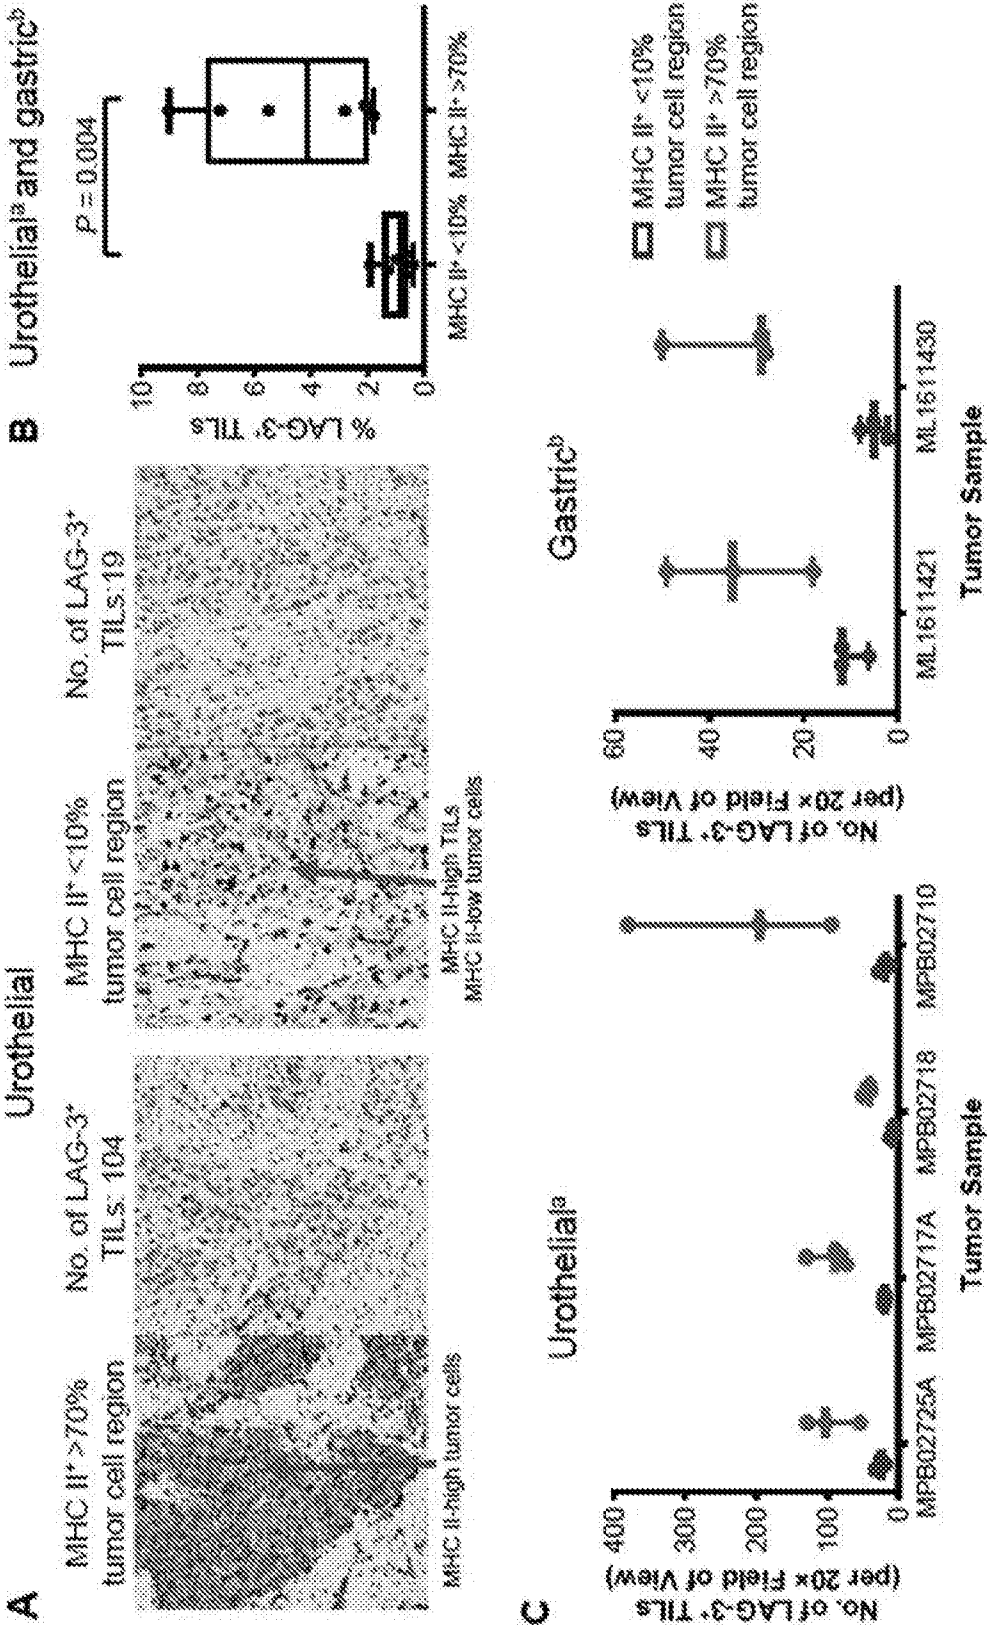 A
Urothelial
MHC II⁺ >70%
tumor cell region
No. of LAG-3⁺
TILs: 104
MHC II⁺ <10%
tumor cell region
No. of LAG-3⁺
TILs:19
MHC II-high tumor cells
MHC II-high TILs
MHC II-low tumor cells
B
Urothelialᵃ and gastricᵇ
P = 0.004
% LAG-3⁺ TILs
10
8
6
4
2
0
MHC II⁺ <10%
MHC II⁺ >70%
C
Urothelialᵃ
No. of LAG-3⁺ TILs
(per 20× Field of View)
400
300
200
100
0
MPB02725A
MPB02717A
MPB02718
MPB02710
Tumor Sample
Gastricᵇ
No. of LAG-3⁺ TILs
(per 20× Field of View)
60
40
20
0
ML1611421
ML1611430
Tumor Sample
MHC II⁺ <10%
tumor cell region
MHC II⁺ >70%
tumor cell region